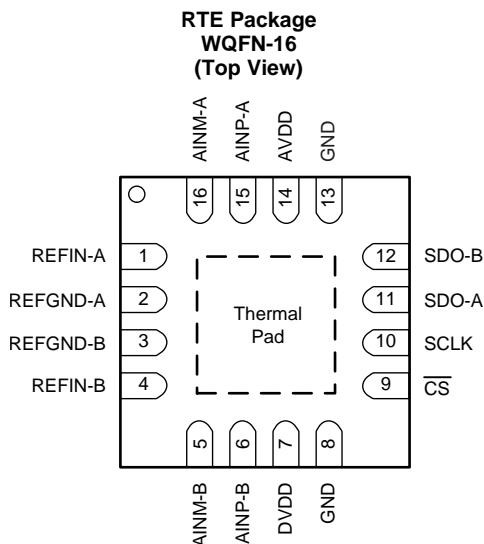 RTE Package
WQFN-16
(Top View)
AINM-A
AINP-A
AVDD
GND
16
15
14
13
REFIN-A 1
REFGND-A 2
REFGND-B 3
REFIN-B 4
Thermal
Pad
12 SDO-B
11 SDO-A
10 SCLK
9 CS
5
6
7
8
AINM-B
AINP-B
DVDD
GND